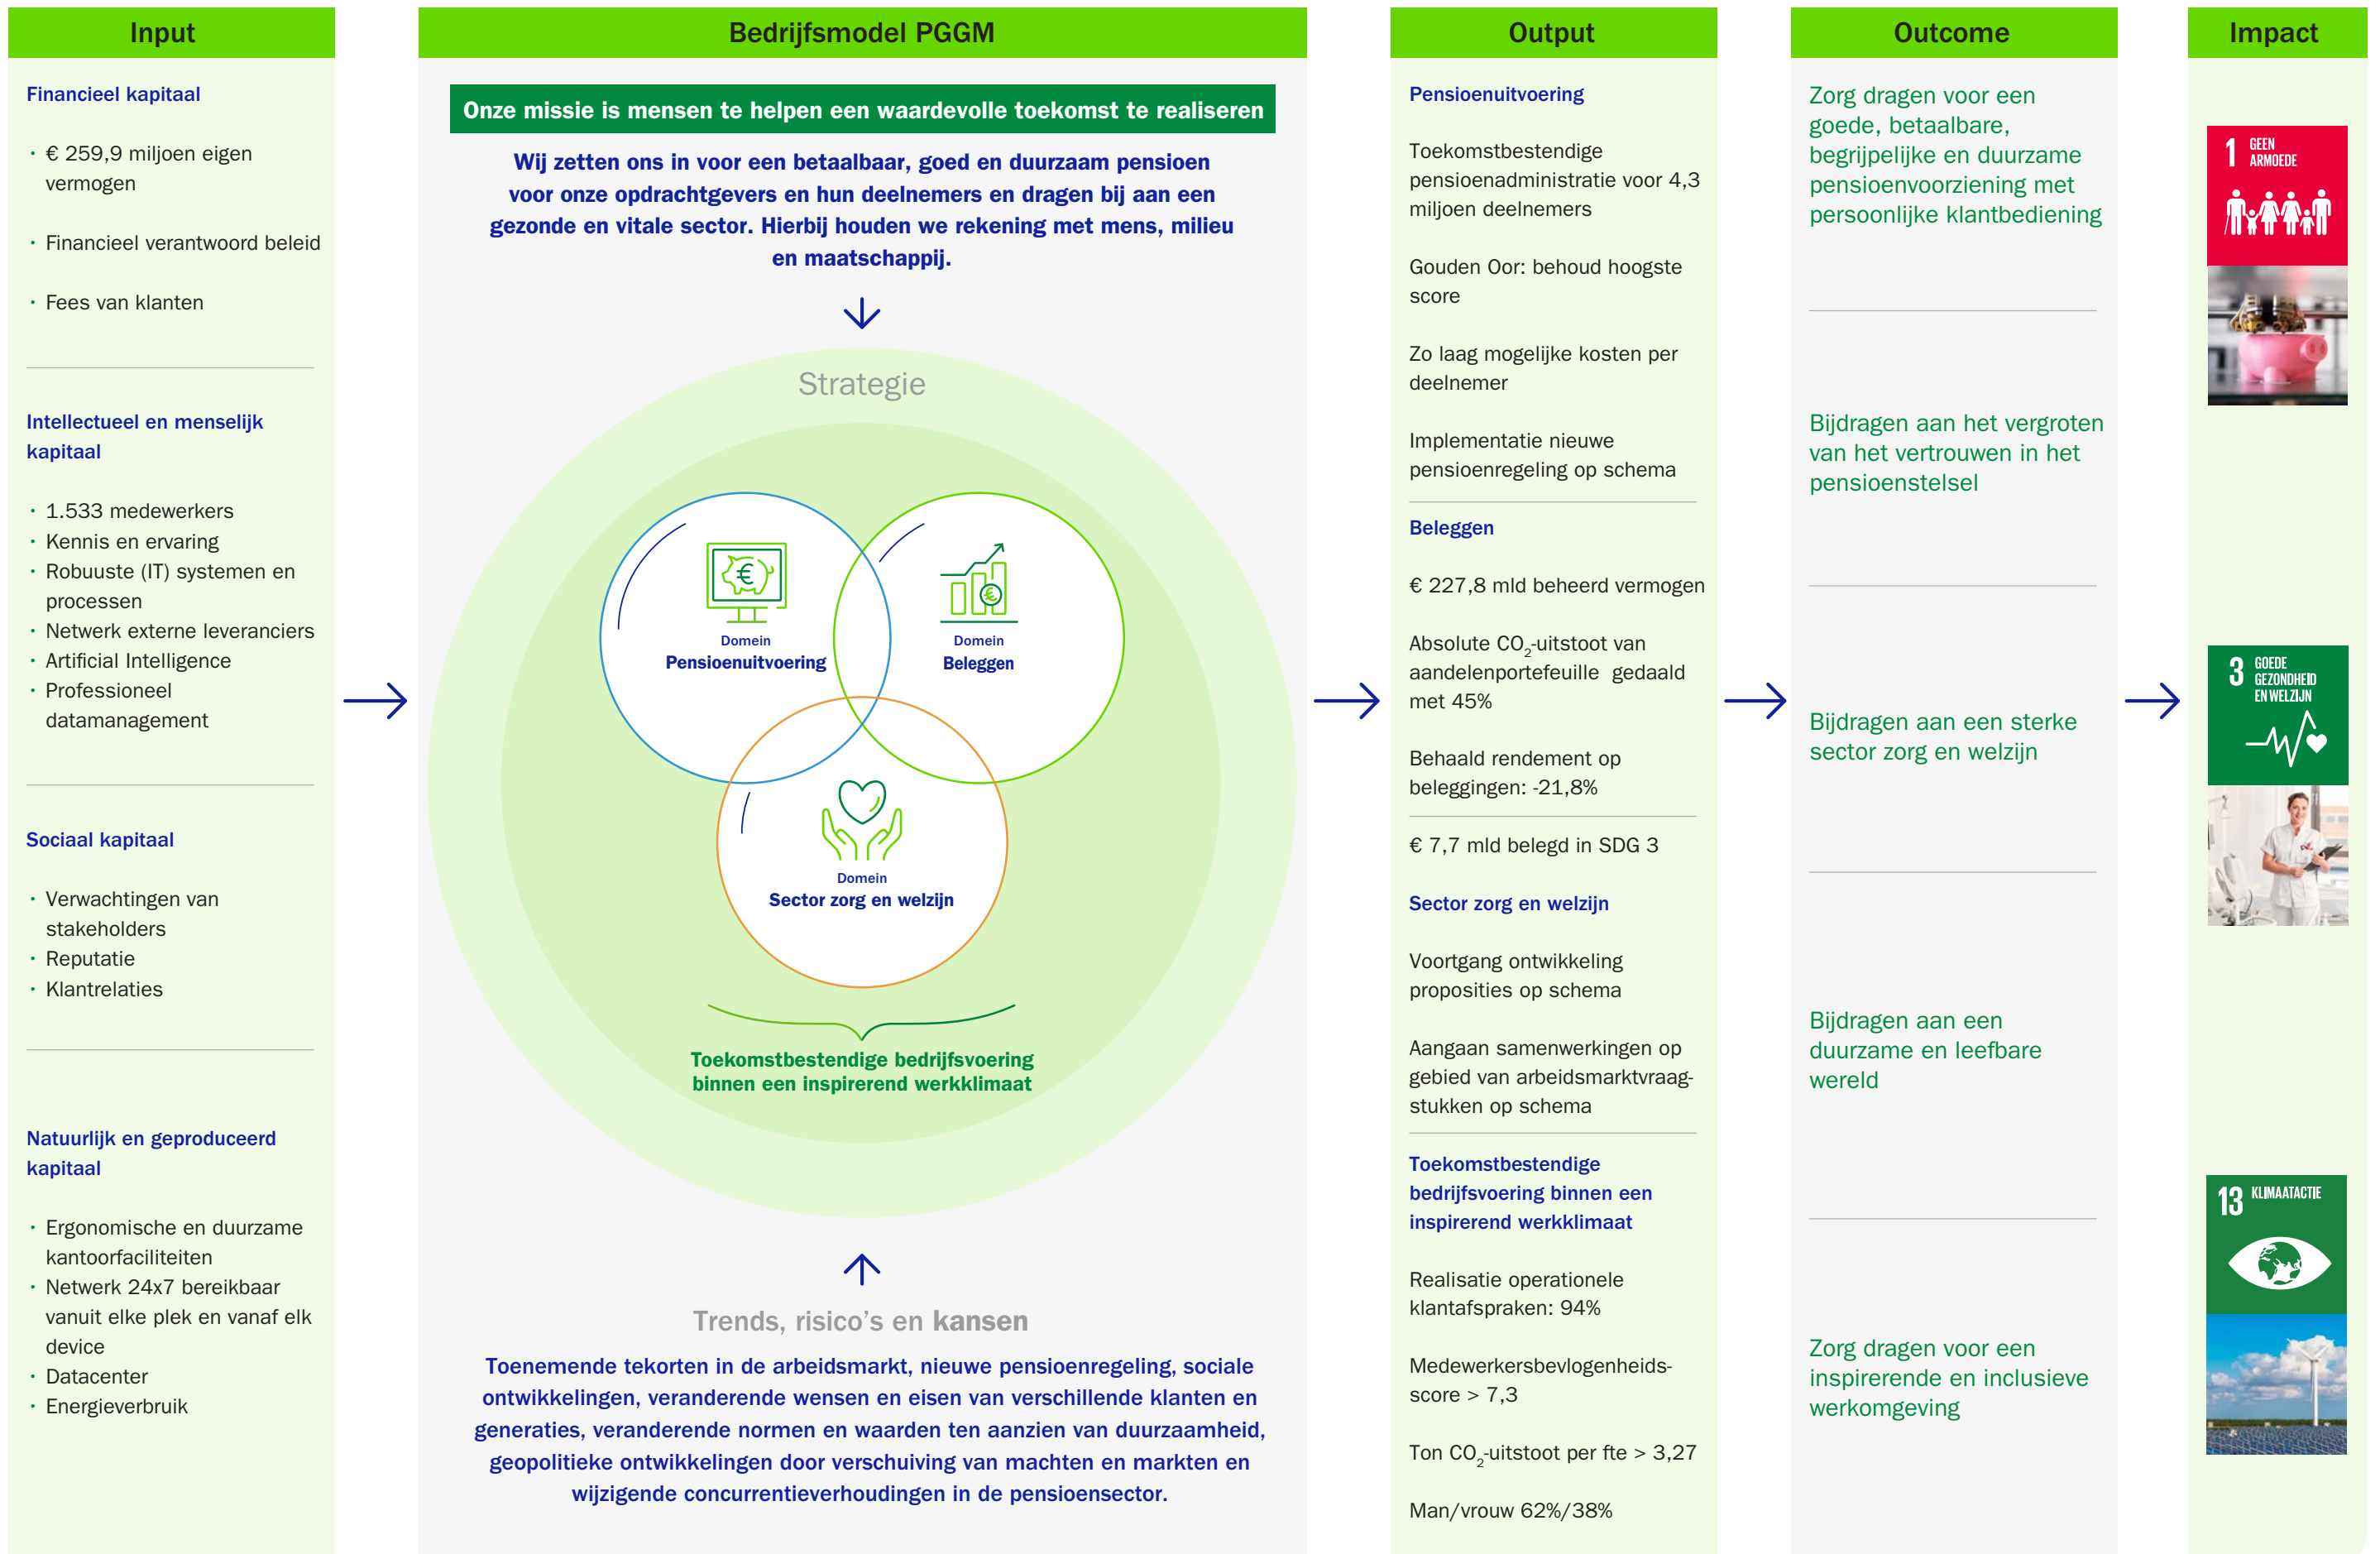 Input
Financieel kapitaal
· € 259,9 miljoen eigen
vermogen
· Financieel verantwoord beleid
· Fees van klanten
Intellectueel en menselijk
kapitaal
· 1.533 medewerkers
· Kennis en ervaring
· Robuuste (IT) systemen en
processen
· Netwerk externe leveranciers
· Artificial Intelligence
· Professioneel
datamanagement
Sociaal kapitaal
· Verwachtingen van
stakeholders
· Reputatie
· Klantrelaties
Natuurlijk en geproduceerd
kapitaal
· Ergonomische en duurzame
kantoorfaciliteiten
· Netwerk 24x7 bereikbaar
vanuit elke plek en vanaf elk
device
· Datacenter
· Energieverbruik
Bedrijfsmodel PGGM
Onze missie is mensen te helpen een waardevolle toekomst te realiseren
Wij zetten ons in voor een betaalbaar, goed en duurzaam pensioen
voor onze opdrachtgevers en hun deelnemers en dragen bij aan een
gezonde en vitale sector. Hierbij houden we rekening met mens, milieu
en maatschappij.
Strategie
Domein
Pensioenuitvoering
Domein
Beleggen
Domein
Sector zorg en welzijn
Toekomstbestendige bedrijfsvoering
binnen een inspirerend werkklimaat
Trends, risico's en kansen
Toenemende tekorten in de arbeidsmarkt, nieuwe pensioenregeling, sociale
ontwikkelingen, veranderende wensen en eisen van verschillende klanten en
generaties, veranderende normen en waarden ten aanzien van duurzaamheid,
geopolitieke ontwikkelingen door verschuiving van machten en markten en
wijzigende concurrentieverhoudingen in de pensioensector.
Output
Pensioenuitvoering
Toekomstbestendige
pensioenadministratie voor 4,3
miljoen deelnemers
Gouden Oor: behoud hoogste
score
Zo laag mogelijke kosten per
deelnemer
Implementatie nieuwe
pensioenregeling op schema
Beleggen
€ 227,8 mld beheerd vermogen
Absolute CO₂-uitstoot van
aandelenportefeuille gedaald
met 45%
Behaald rendement op
beleggingen: -21,8%
€ 7,7 mld belegd in SDG 3
Sector zorg en welzijn
Voortgang ontwikkeling
proposities op schema
Aangaan samenwerkingen op
gebied van arbeidsmarktvraag-
stukken op schema
Toekomstbestendige
bedrijfsvoering binnen een
inspirerend werkklimaat
Realisatie operationele
klantafspraken: 94%
Medewerkersbevlogenheids-
score > 7,3
Ton CO₂-uitstoot per fte > 3,27
Man/vrouw 62%/38%
Outcome
Zorg dragen voor een
goede, betaalbare,
begrijpelijke en duurzame
pensioenvoorziening met
persoonlijke klantbediening
Bijdragen aan het vergroten
van het vertrouwen in het
pensioenstelsel
Bijdragen aan een sterke
sector zorg en welzijn
Bijdragen aan een
duurzame en leefbare
wereld
Zorg dragen voor een
inspirerende en inclusieve
werkomgeving
Impact
1 GEEN
ARMOEDE
3 GOEDE
GEZONDHEID
EN WELZIJN
13 KLIMAATACTIE